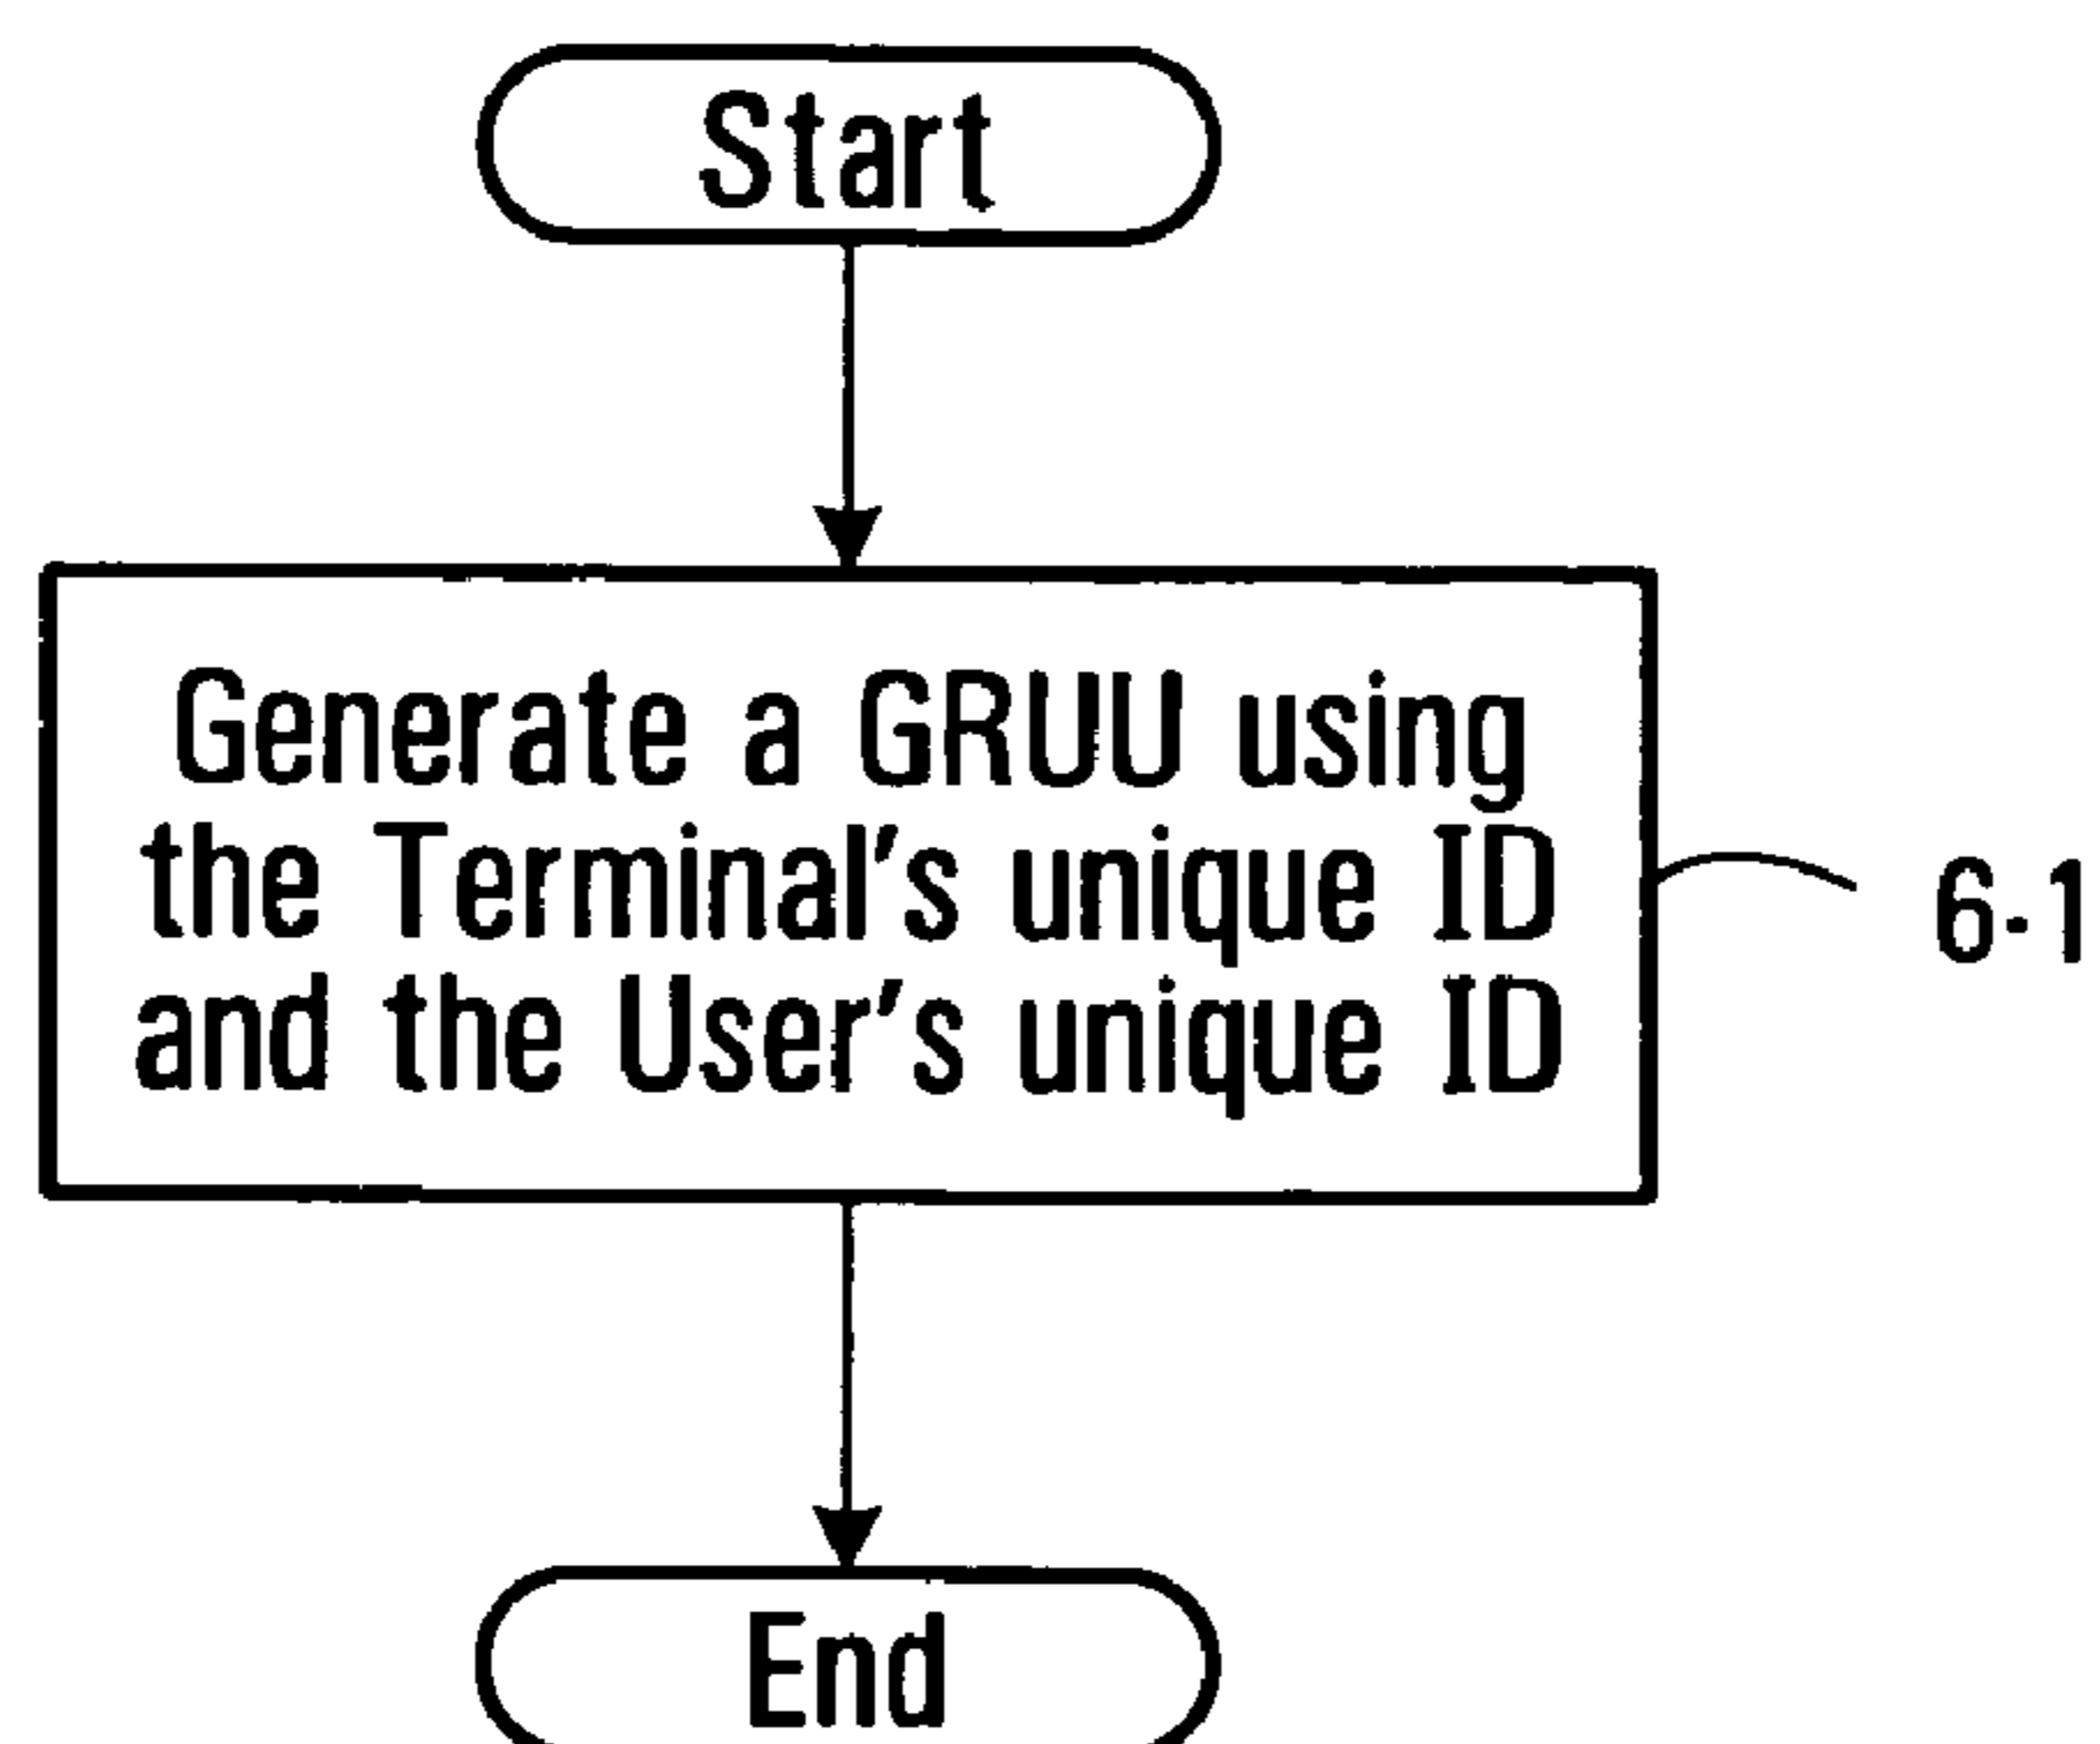 Start
Generate a GRUU using
the Terminal's unique ID
and the User's unique ID
6-1
End